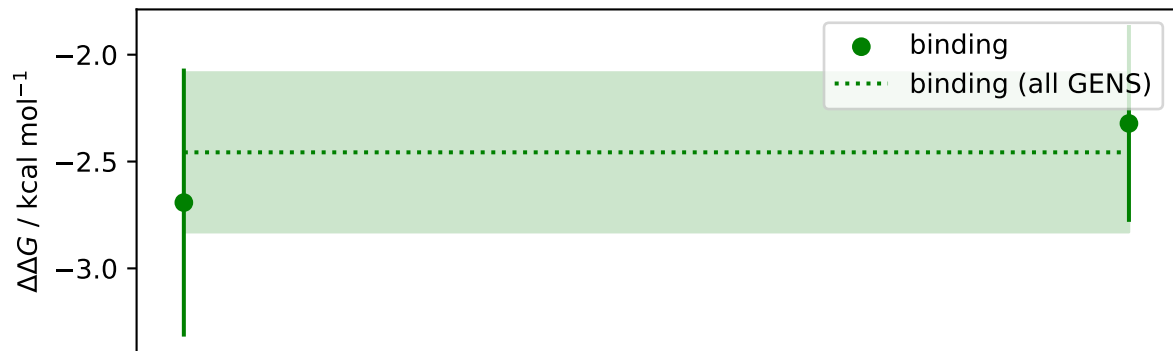 binding
binding (all GENS)
−2.0
−2.5
−3.0
ΔΔG / kcal mol⁻¹